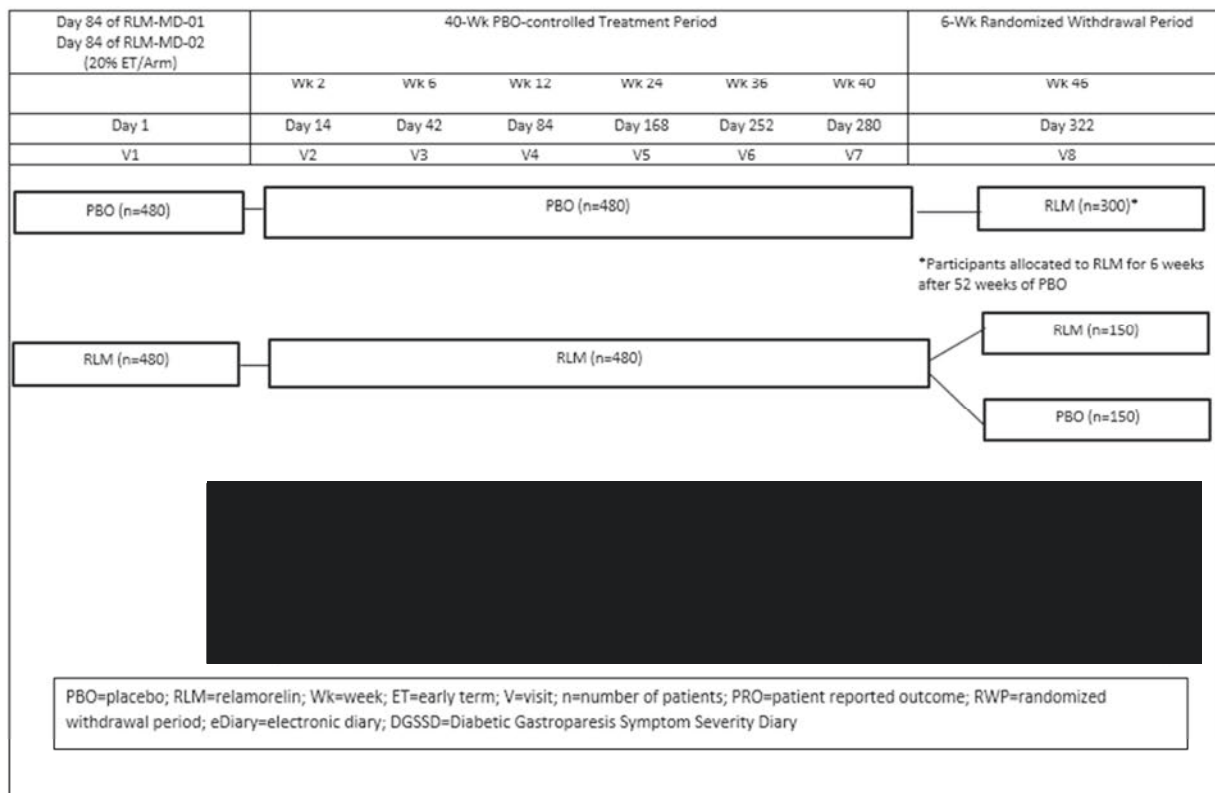 Day 84 of RLM-MD-01
Day 84 of RLM-MD-02
(20% ET/Arm)
40-Wk PBO-controlled Treatment Period
6-Wk Randomized Withdrawal Period
Wk 2 Wk 6 Wk 12 Wk 24 Wk 36 Wk 40 Wk 46
Day 1 Day 14 Day 42 Day 84 Day 168 Day 252 Day 280 Day 322
V1 V2 V3 V4 V5 V6 V7 V8
PBO (n=480) PBO (n=480) RLM (n=300)*
*Participants allocated to RLM for 6 weeks
after 52 weeks of PBO
RLM (n=150)
RLM (n=480) RLM (n=480)
PBO (n=150)
PBO=placebo; RLM=relamorelin; Wk=week; ET=early term; V=visit; n=number of patients; PRO=patient reported outcome; RWP=randomized
withdrawal period; eDiary=electronic diary; DGSSD=Diabetic Gastroparesis Symptom Severity Diary